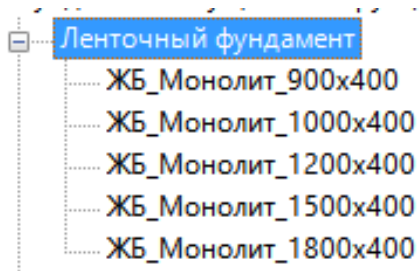 Ленточный фундамент
ЖБ_Монолит_900x400
ЖБ_Монолит_1000x400
ЖБ_Монолит_1200x400
ЖБ_Монолит_1500x400
ЖБ_Монолит_1800x400